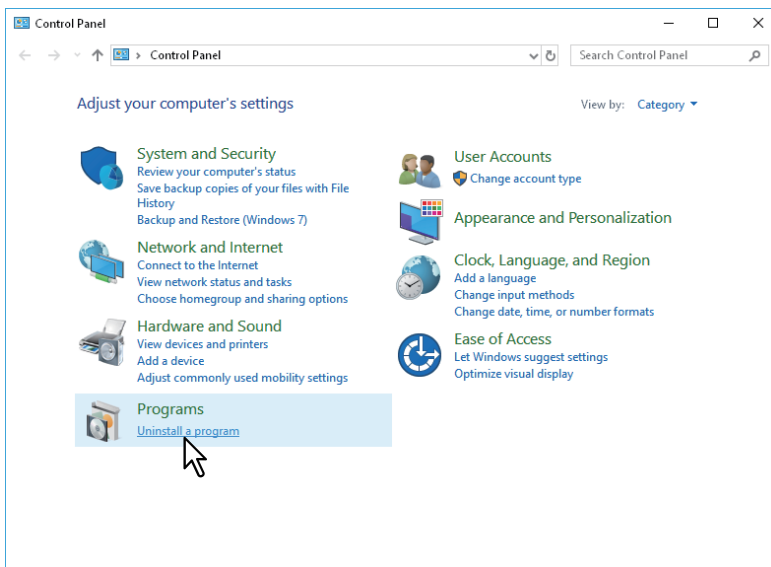 Control Panel
Control Panel
Search Control Panel
Adjust your computer's settings
View by: Category
System and Security
Review your computer's status
Save backup copies of your files with File
History
Backup and Restore (Windows 7)
Network and Internet
Connect to the Internet
View network status and tasks
Choose homegroup and sharing options
Hardware and Sound
View devices and printers
Add a device
Adjust commonly used mobility settings
Programs
Uninstall a program
User Accounts
Change account type
Appearance and Personalization
Clock, Language, and Region
Add a language
Change input methods
Change date, time, or number formats
Ease of Access
Let Windows suggest settings
Optimize visual display